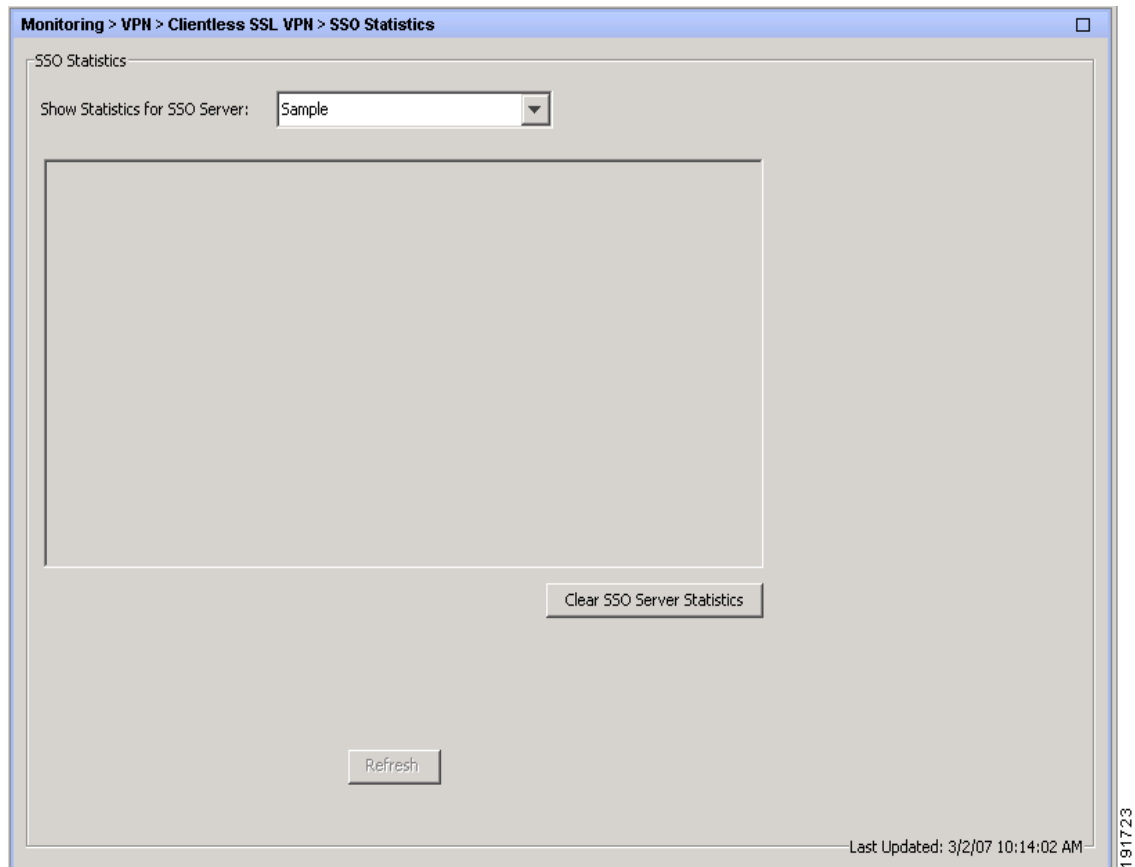 Monitoring > VPN > Clientless SSL VPN > SSO Statistics
SSO Statistics
Show Statistics for SSO Server: Sample
Clear SSO Server Statistics
Refresh
Last Updated: 3/2/07 10:14:02 AM
191723